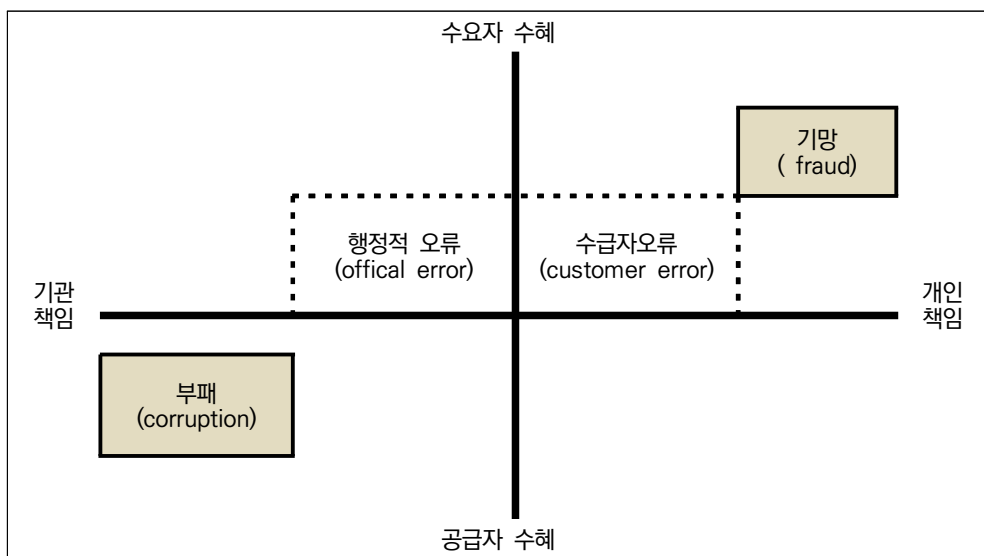 수요자 수혜
기망
( fraud)
행정적 오류
(offical error)
수급자오류
(customer error)
기관
책임
개인
책임
부패
(corruption)
공급자 수혜